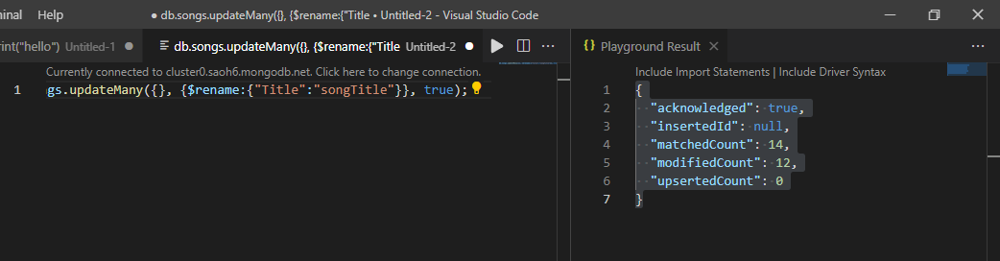 ninal Help ● db.songs.updateMany({}, {$rename:{"Title • Untitled-2 - Visual Studio Code
rint("hello") Untitled-1 ● db.songs.updateMany({}, {$rename:{"Title Untitled-2 ● ···
Currently connected to cluster0.saoh6.mongodb.net. Click here to change connection.
1 gs.updateMany({}, {$rename:{"Title":"songTitle"}}, true);
{} Playground Result × ···
Include Import Statements | Include Driver Syntax
1 {
2 "acknowledged": true,
3 "insertedId": null,
4 "matchedCount": 14,
5 "modifiedCount": 12,
6 "upsertedCount": 0
7 }